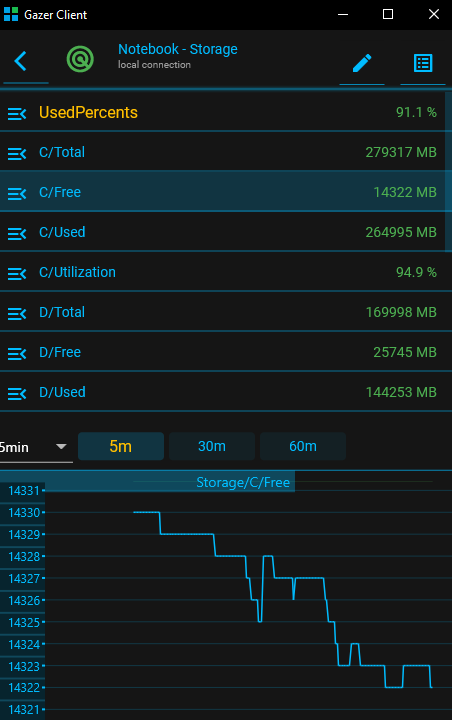 Gazer Client
Notebook - Storage
local connection
UsedPercents 91.1 %
C/Total 279317 MB
C/Free 14322 MB
C/Used 264995 MB
C/Utilization 94.9 %
D/Total 169998 MB
D/Free 25745 MB
D/Used 144253 MB
5min 5m 30m 60m
Storage/C/Free
14331
14330
14329
14328
14327
14326
14325
14324
14323
14322
14321